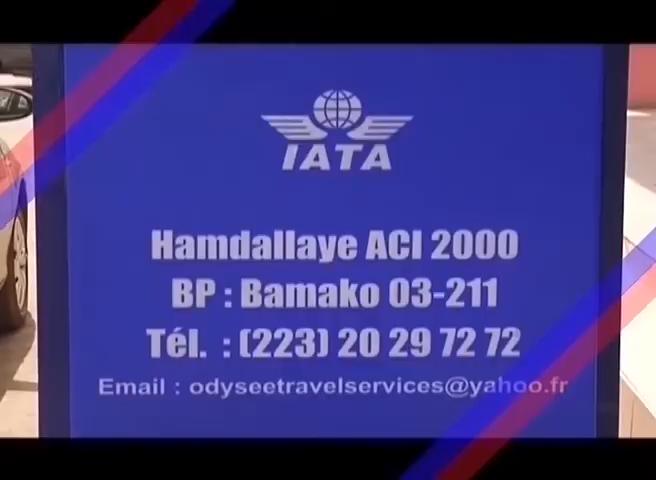 IATA
Hamdallaye ACI 2000
BP : Bamako 03-211
Tél. : (223) 20 29 72 72
Email : odyseetravelservices@yahoo.fr